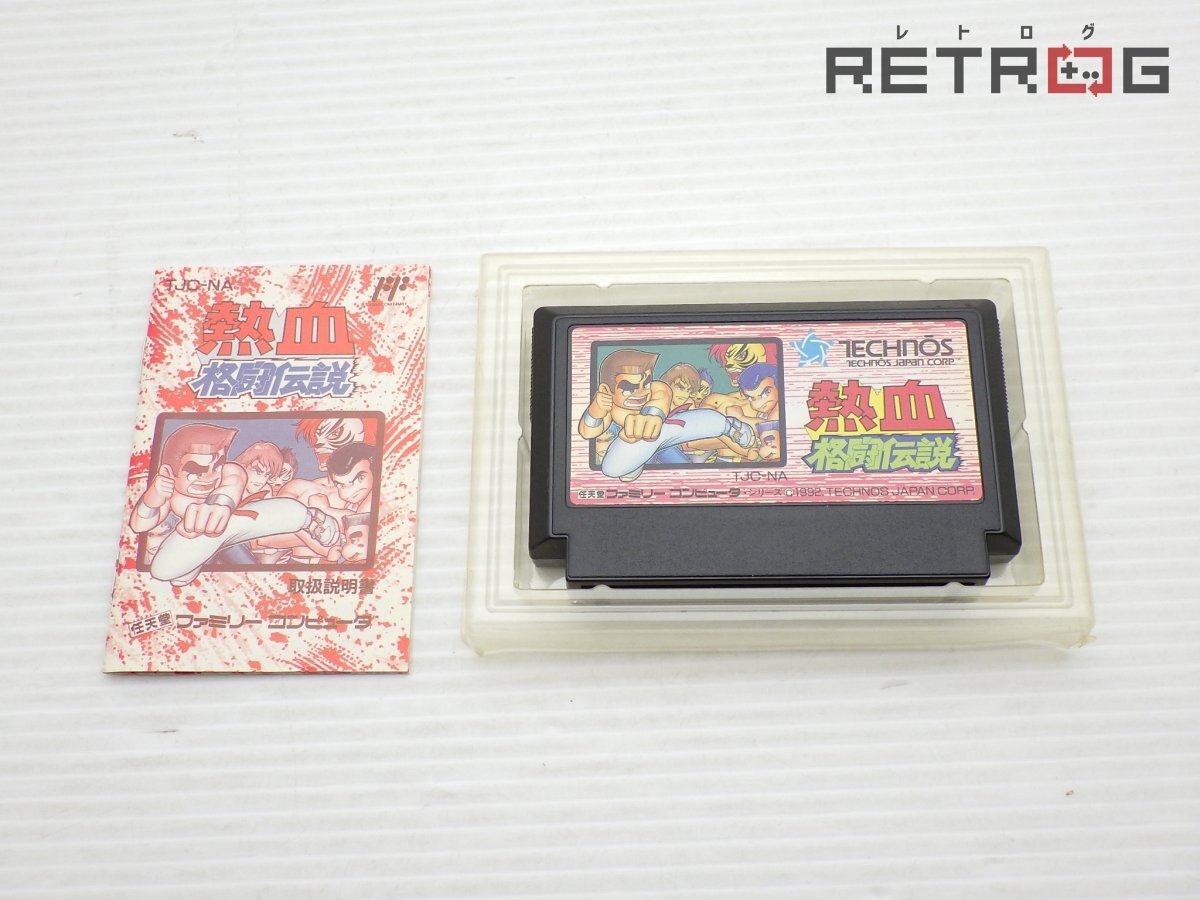 レトログ
RETROG
TJC-NA
熱血
格闘伝説
取扱説明書
任天堂 ファミリーコンピュータ
TECHNOS
TECHNOS JAPAN CORP.
熱血
格闘伝説
TJC-NA
任天堂 ファミリーコンピュータ・シリーズ ©1992, TECHNOS JAPAN CORP.